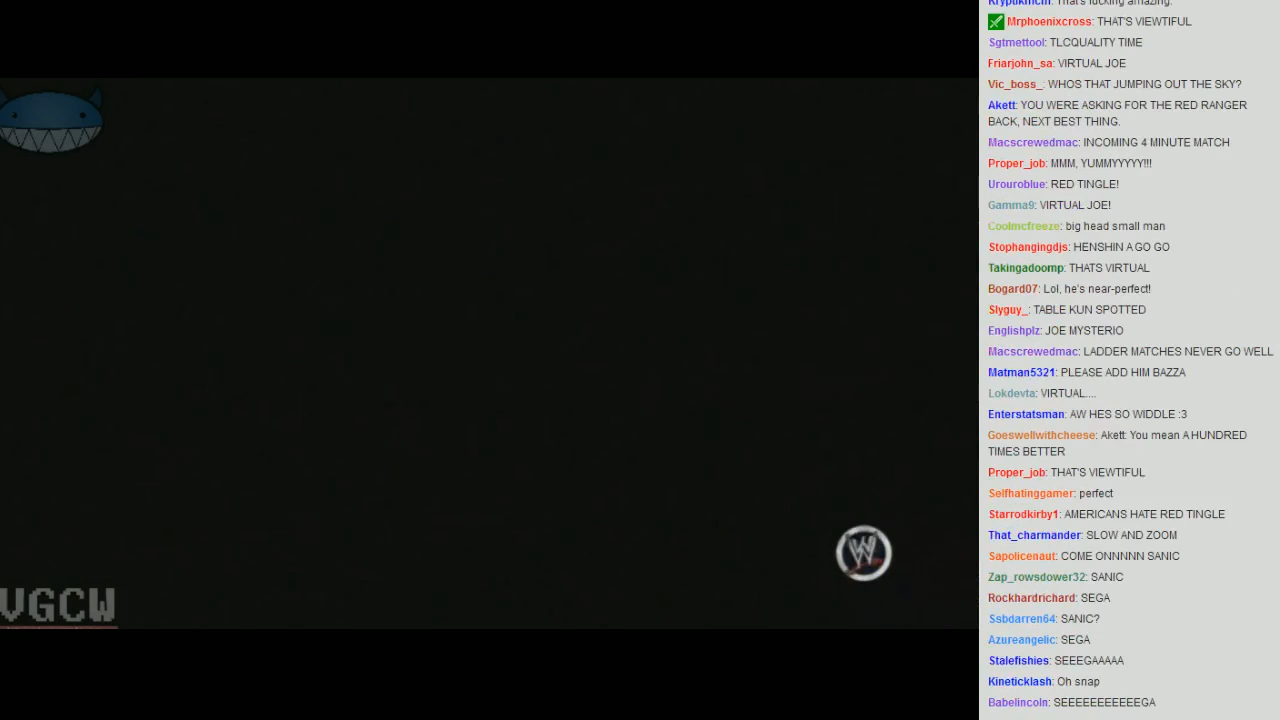 Kryptikmcm: That's fucking amazing.
Mrphoenixcross: THAT'S VIEWTIFUL
Sgtmettool: TLCQUALITY TIME
Friarjohn_sa: VIRTUAL JOE
Vic_boss_: WHOS THAT JUMPING OUT THE SKY?
Akett: YOU WERE ASKING FOR THE RED RANGER
BACK, NEXT BEST THING.
Macscrewedmac: INCOMING 4 MINUTE MATCH
Proper_job: MMM, YUMMYYYYY!!!
Urouroblue: RED TINGLE!
Gamma9: VIRTUAL JOE!
Coolmcfreeze: big head small man
Stophangingdjs: HENSHIN A GO GO
Takingadoomp: THATS VIRTUAL
Bogard07: Lol, he's near-perfect!
Slyguy_: TABLE KUN SPOTTED
Englishplz: JOE MYSTERIO
Macscrewedmac: LADDER MATCHES NEVER GO WELL
Matman5321: PLEASE ADD HIM BAZZA
Lokdevta: VIRTUAL....
Enterstatsman: AW HES SO WIDDLE :3
Goeswellwithcheese: Akett: You mean A HUNDRED
TIMES BETTER
Proper_job: THAT'S VIEWTIFUL
Selfhatinggamer: perfect
Starrodkirby1: AMERICANS HATE RED TINGLE
That_charmander: SLOW AND ZOOM
Sapolicenaut: COME ONNNNN SANIC
Zap_rowsdower32: SANIC
Rockhardrichard: SEGA
Ssbdarren64: SANIC?
Azureangelic: SEGA
Stalefishies: SEEEGAAAAA
Kineticklash: Oh snap
Babelincoln: SEEEEEEEEEEEGA
W
VGCW